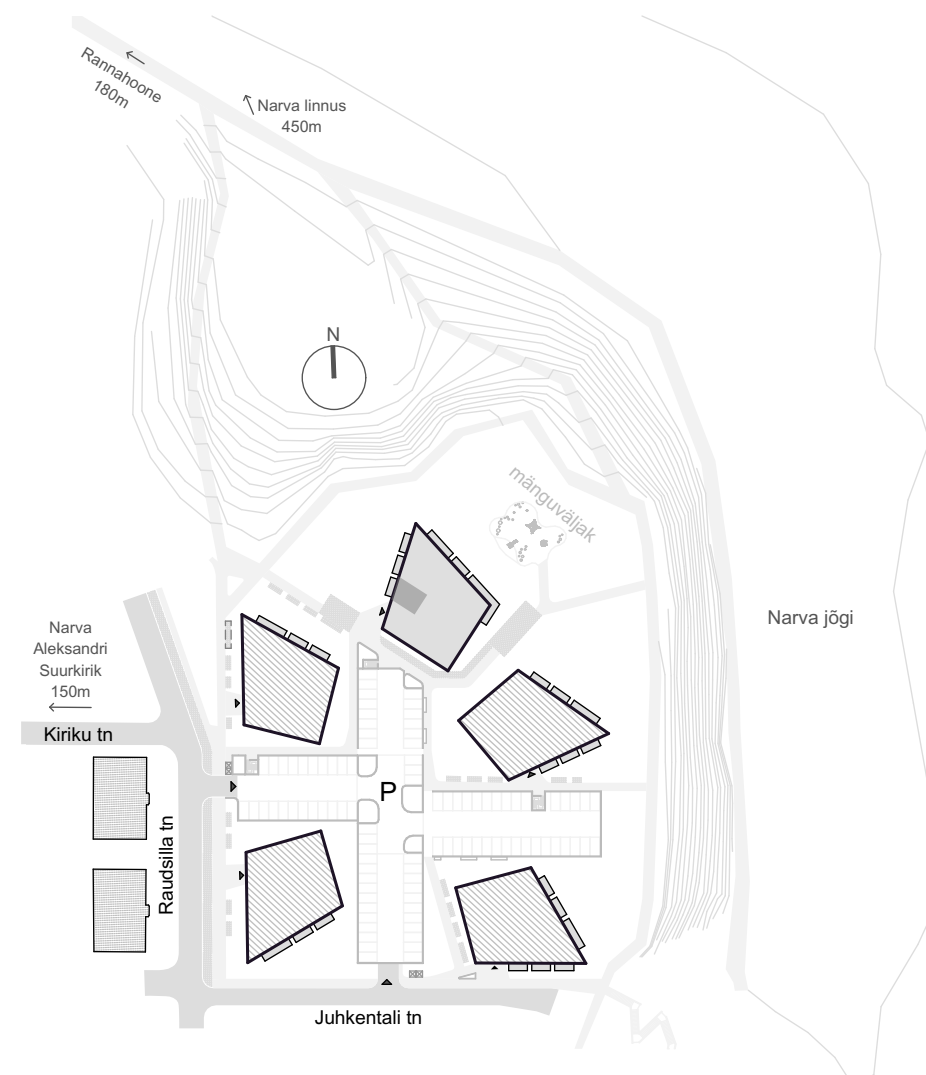 Rannahoone
180m
Narva linnus
450m
N
mänguväljak
Narva jõgi
Narva
Aleksandri
Suurkirik
150m
Kiriku tn
P
Raudsilla tn
Juhkentali tn